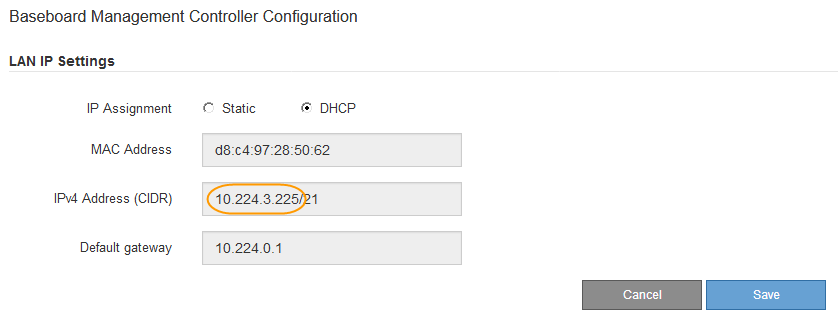 Baseboard Management Controller Configuration
LAN IP Settings
IP Assignment Static DHCP
MAC Address d8:c4:97:28:50:62
IPv4 Address (CIDR) 10.224.3.225/21
Default gateway 10.224.0.1
Cancel Save